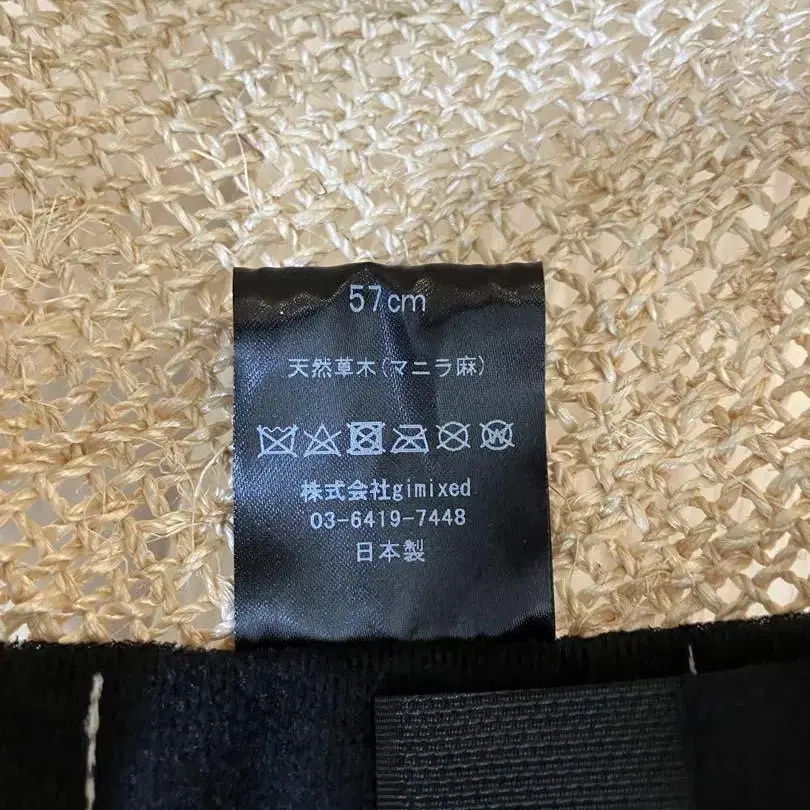 57cm
天然草木(マニラ麻)
W
株式会社gimixed
03-6419-7448
日本製